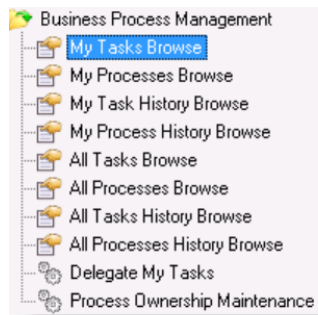 Business Process Management
My Tasks Browse
My Processes Browse
My Task History Browse
My Process History Browse
All Tasks Browse
All Processes Browse
All Tasks History Browse
All Processes History Browse
Delegate My Tasks
Process Ownership Maintenance